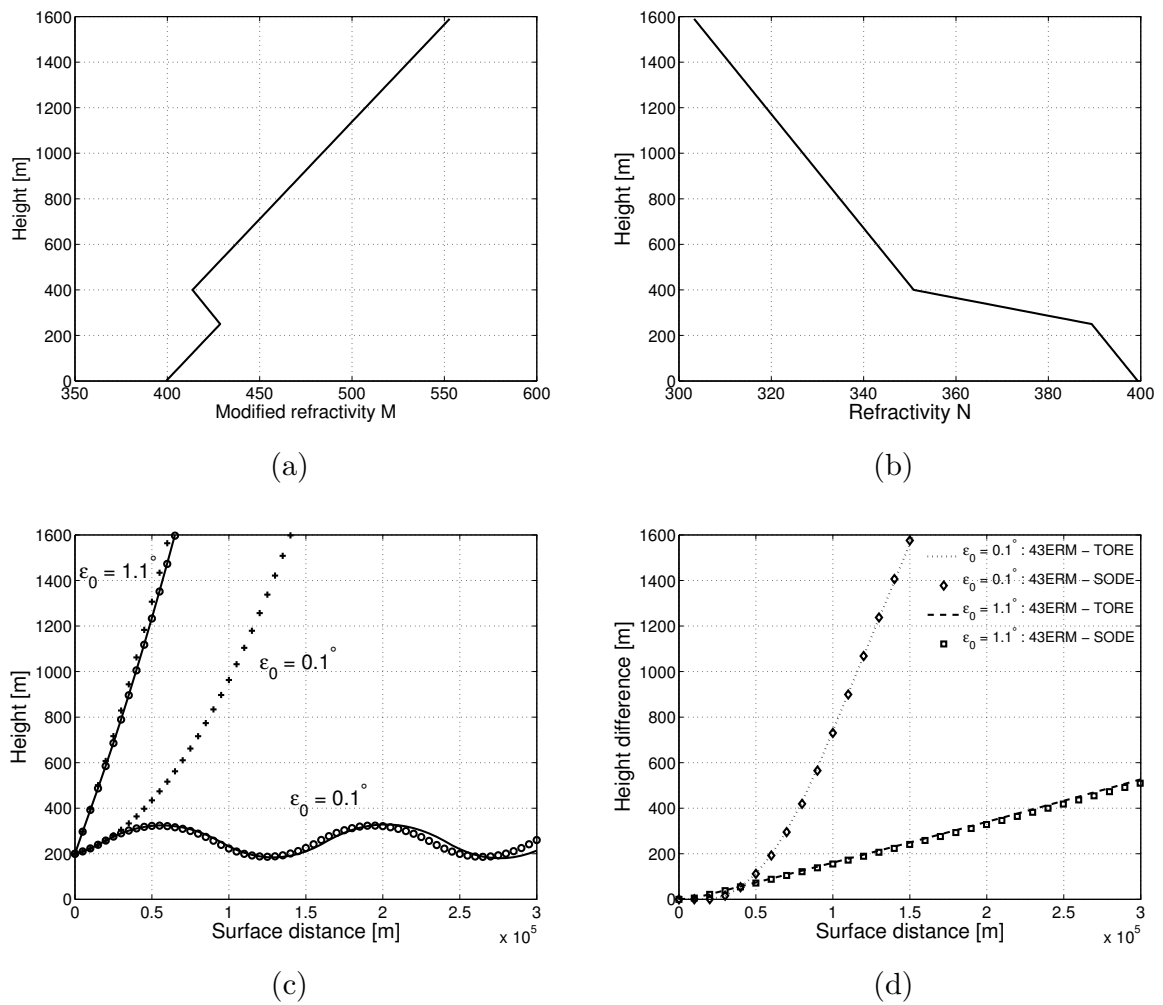 1600
1400
1200
1000
800
600
400
200
0
Height [m]
350 400 450 500 550 600
Modified refractivity M
(a)
1600
1400
1200
1000
800
600
400
200
0
Height [m]
300 320 340 360 380 400
Refractivity N
(b)
1600
1400
1200
1000
800
600
400
200
0
Height [m]
ε0 = 1.1°
ε0 = 0.1°
ε0 = 0.1°
0 0.5 1 1.5 2 2.5 3
Surface distance [m]
x 10^5
(c)
1600
1400
1200
1000
800
600
400
200
0
Height difference [m]
ε0 = 0.1° : 43ERM − TORE
ε0 = 0.1° : 43ERM − SODE
ε0 = 1.1° : 43ERM − TORE
ε0 = 1.1° : 43ERM − SODE
0 0.5 1 1.5 2 2.5 3
Surface distance [m]
x 10^5
(d)